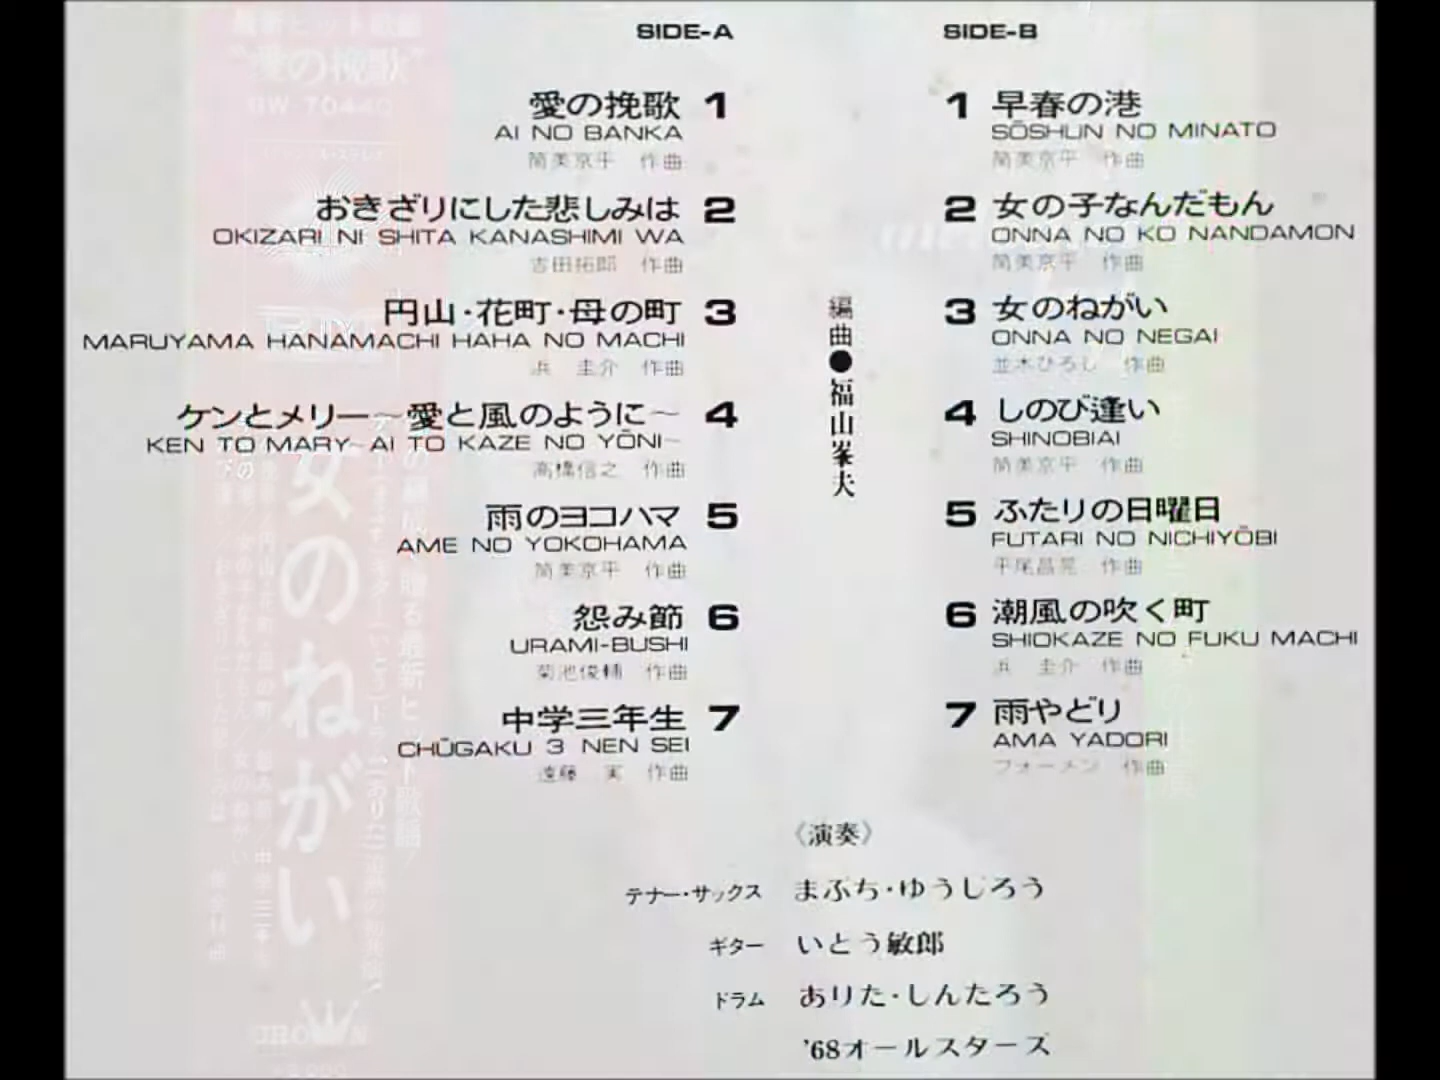 SIDE-A
愛の挽歌 1
AI NO BANKA
筒美京平 作曲
おきざりにした悲しみは 2
OKIZARI NI SHITA KANASHIMI WA
吉田拓郎 作曲
円山・花町・母の町 3
MARUYAMA HANAMACHI HAHA NO MACHI
浜 圭介 作曲
ケンとメリー〜愛と風のように〜 4
KEN TO MARY~AI TO KAZE NO YŌNI~
高橋信之 作曲
雨のヨコハマ 5
AME NO YOKOHAMA
筒美京平 作曲
怨み節 6
URAMI-BUSHI
菊池俊輔 作曲
中学三年生 7
CHŪGAKU 3 NEN SEI
遠藤 実 作曲
SIDE-B
1 早春の港
SŌSHUN NO MINATO
筒美京平 作曲
2 女の子なんだもん
ONNA NO KO NANDAMON
筒美京平 作曲
3 女のねがい
ONNA NO NEGAI
並木ひろし 作曲
4 しのび逢い
SHINOBIAI
筒美京平 作曲
5 ふたりの日曜日
FUTARI NO NICHIYŌBI
平尾昌晃 作曲
6 潮風の吹く町
SHIOKAZE NO FUKU MACHI
浜 圭介 作曲
7 雨やどり
AMA YADORI
フォーメン 作曲
編曲●福山峯夫
《演奏》
テナー・サックス まぶち・ゆうじろう
ギター いとう敏郎
ドラム ありた・しんたろう
'68オールスターズ
愛の挽歌
女のねがい
CROWN